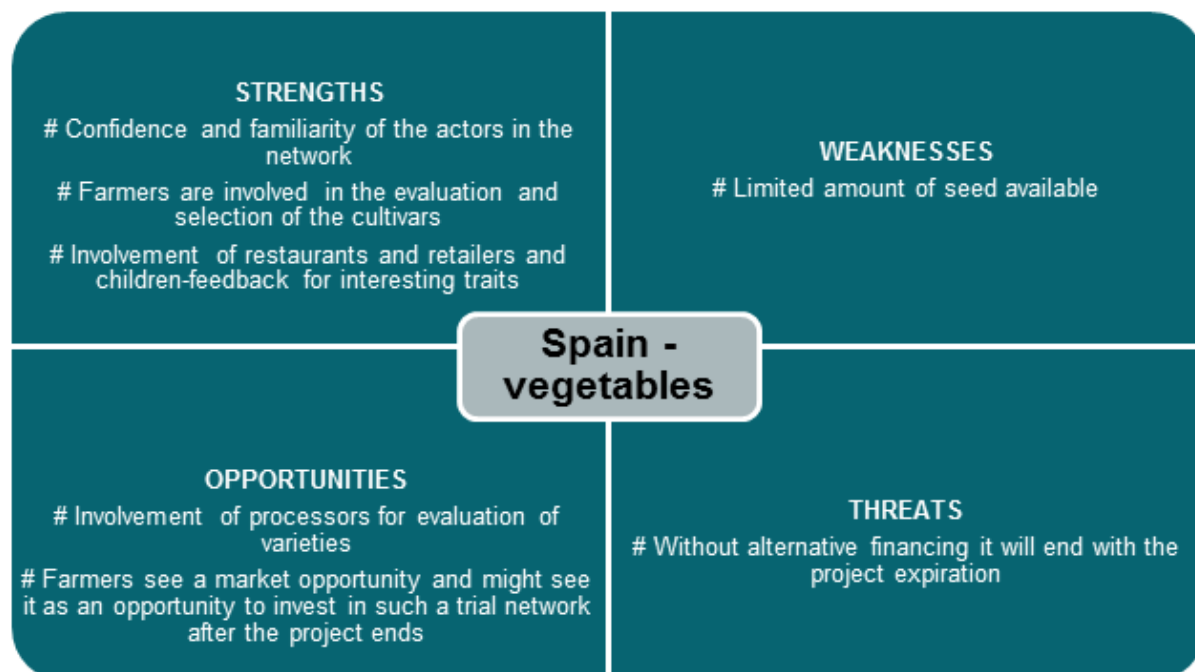 STRENGTHS
# Confidence and familiarity of the actors in the
network
# Farmers are involved in the evaluation and
selection of the cultivars
# Involvement of restaurants and retailers and
children-feedback for interesting traits
WEAKNESSES
# Limited amount of seed available
Spain -
vegetables
OPPORTUNITIES
# Involvement of processors for evaluation of
varieties
# Farmers see a market opportunity and might see
it as an opportunity to invest in such a trial network
after the project ends
THREATS
# Without alternative financing it will end with the
project expiration